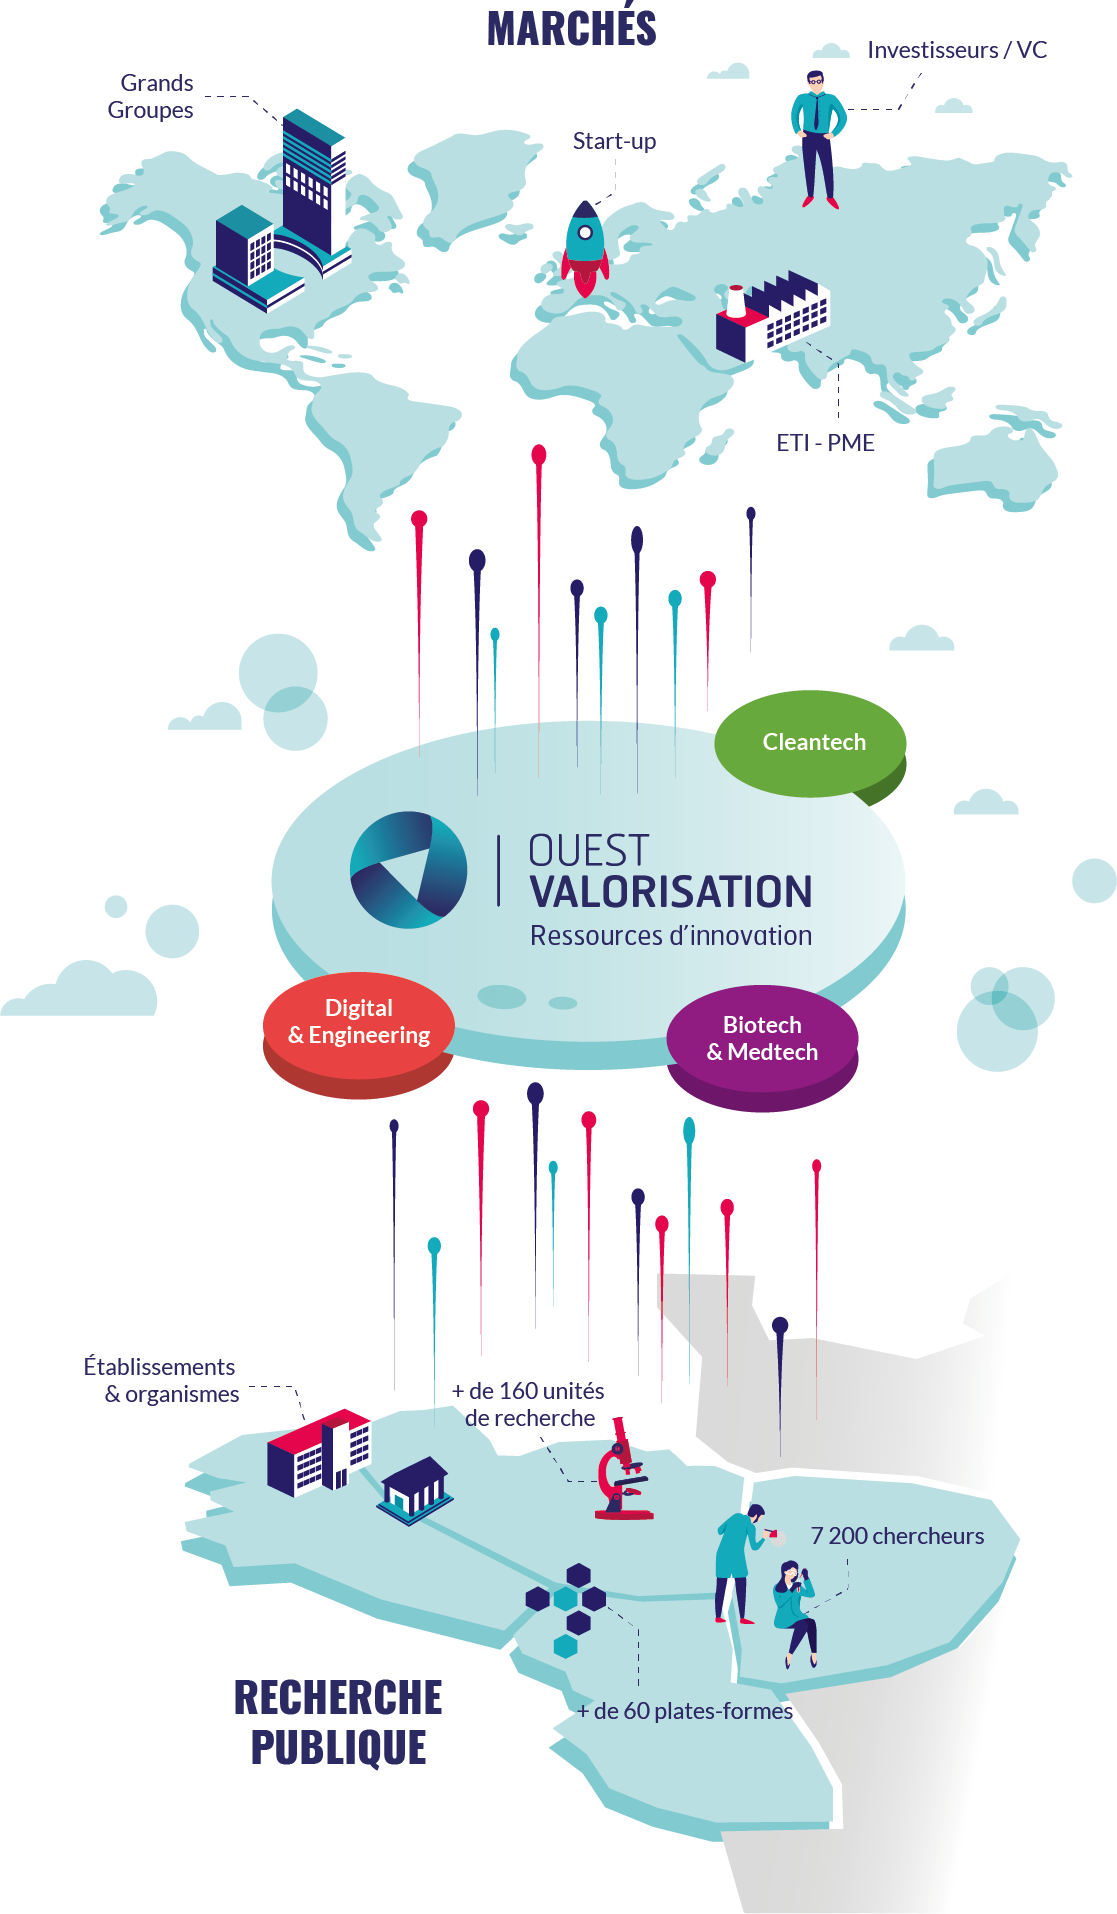 MARCHÉS
Investisseurs / VC
Grands
Groupes
Start-up
ETI - PME
Cleantech
OUEST
VALORISATION
Ressources d'innovation
Digital
& Engineering
Biotech
& Medtech
Établissements
& organismes
+ de 160 unités
de recherche
7 200 chercheurs
+ de 60 plates-formes
RECHERCHE
PUBLIQUE